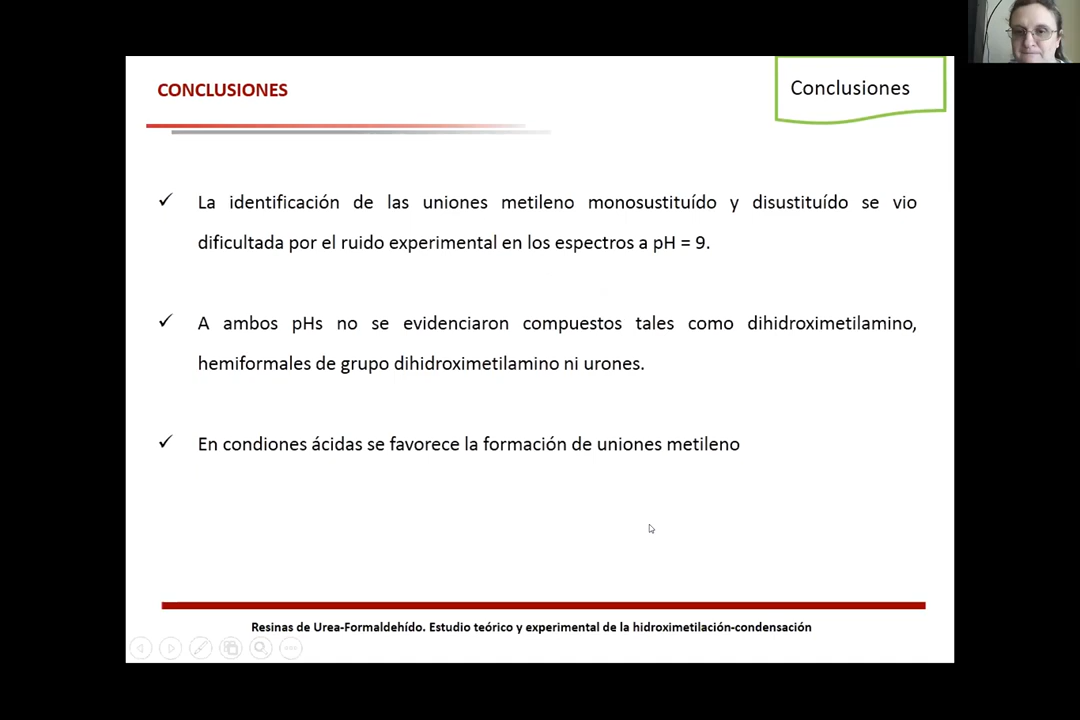 CONCLUSIONES
Conclusiones
✓ La identificación de las uniones metileno monosustituído y disustituído se vio
dificultada por el ruido experimental en los espectros a pH = 9.
✓ A ambos pHs no se evidenciaron compuestos tales como dihidroximetilamino,
hemiformales de grupo dihidroximetilamino ni urones.
✓ En condiones ácidas se favorece la formación de uniones metileno
Resinas de Urea-Formaldehído. Estudio teórico y experimental de la hidroximetilación-condensación